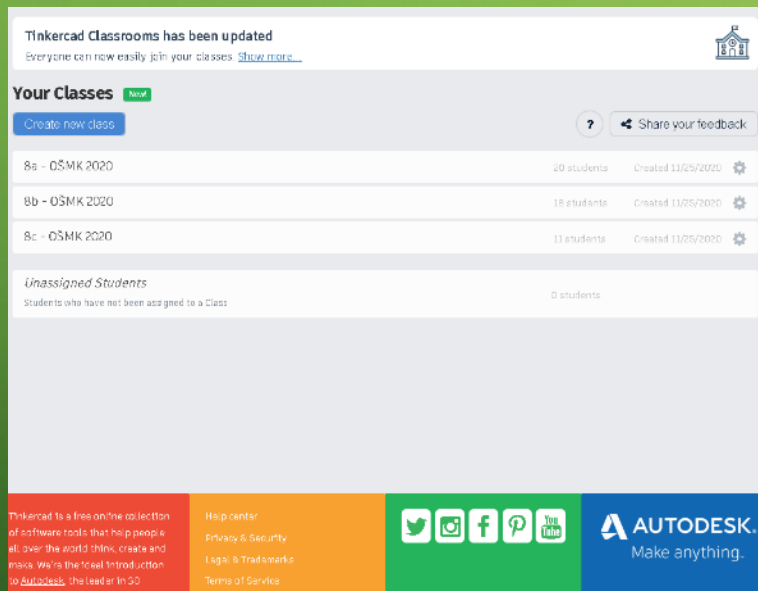 Tinkercad Classrooms has been updated
Everyone can now easily join your classes. Show more...
Your Classes New!
Create new class
?
Share your feedback
8a - OŠMK 2020
20 students
Created 11/25/2020
8b - OŠMK 2020
18 students
Created 11/25/2020
8c - OŠMK 2020
11 students
Created 11/25/2020
Unassigned Students
Students who have not been assigned to a Class
0 students
Tinkercad is a free online collection
of software tools that help people
all over the world think, create and
make. We're the ideal introduction
to Autodesk, the leader in 3D
Help center
Privacy & Security
Legal & Trademarks
Terms of Service
You
Tube
AUTODESK.
Make anything.